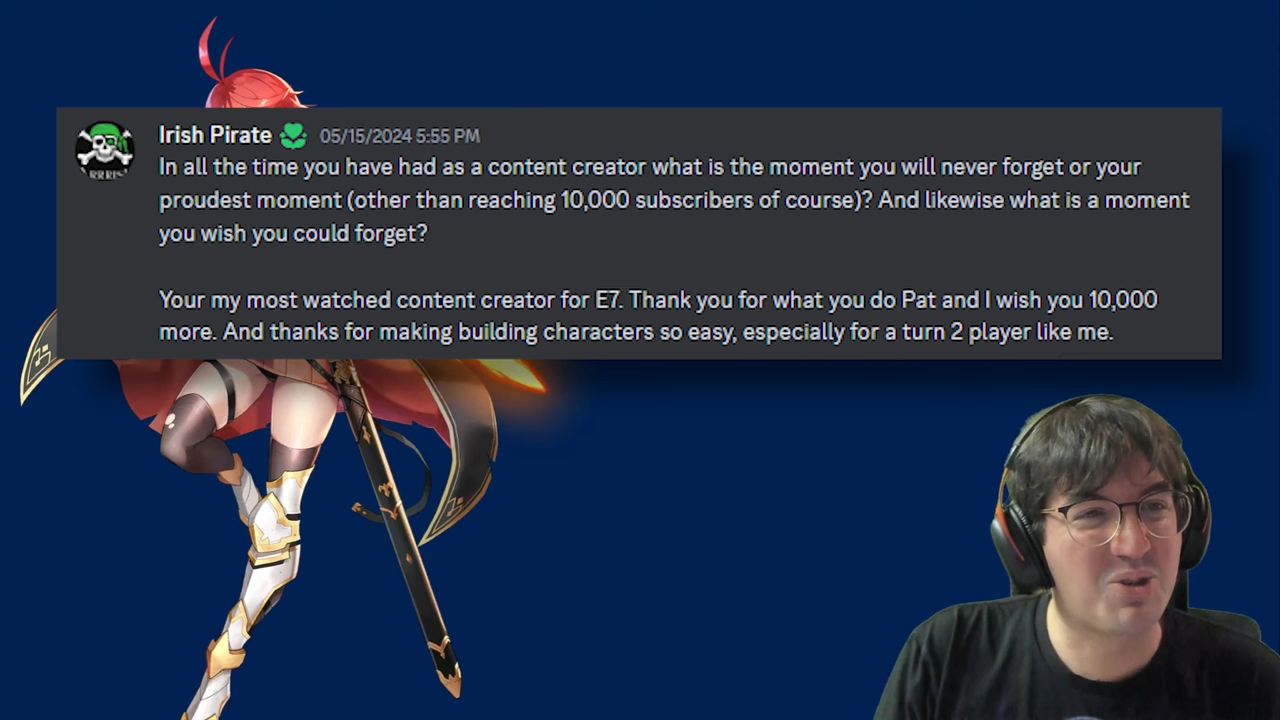 Irish Pirate 05/15/2024 5:55 PM
In all the time you have had as a content creator what is the moment you will never forget or your
proudest moment (other than reaching 10,000 subscribers of course)? And likewise what is a moment
you wish you could forget?
Your my most watched content creator for E7. Thank you for what you do Pat and I wish you 10,000
more. And thanks for making building characters so easy, especially for a turn 2 player like me.